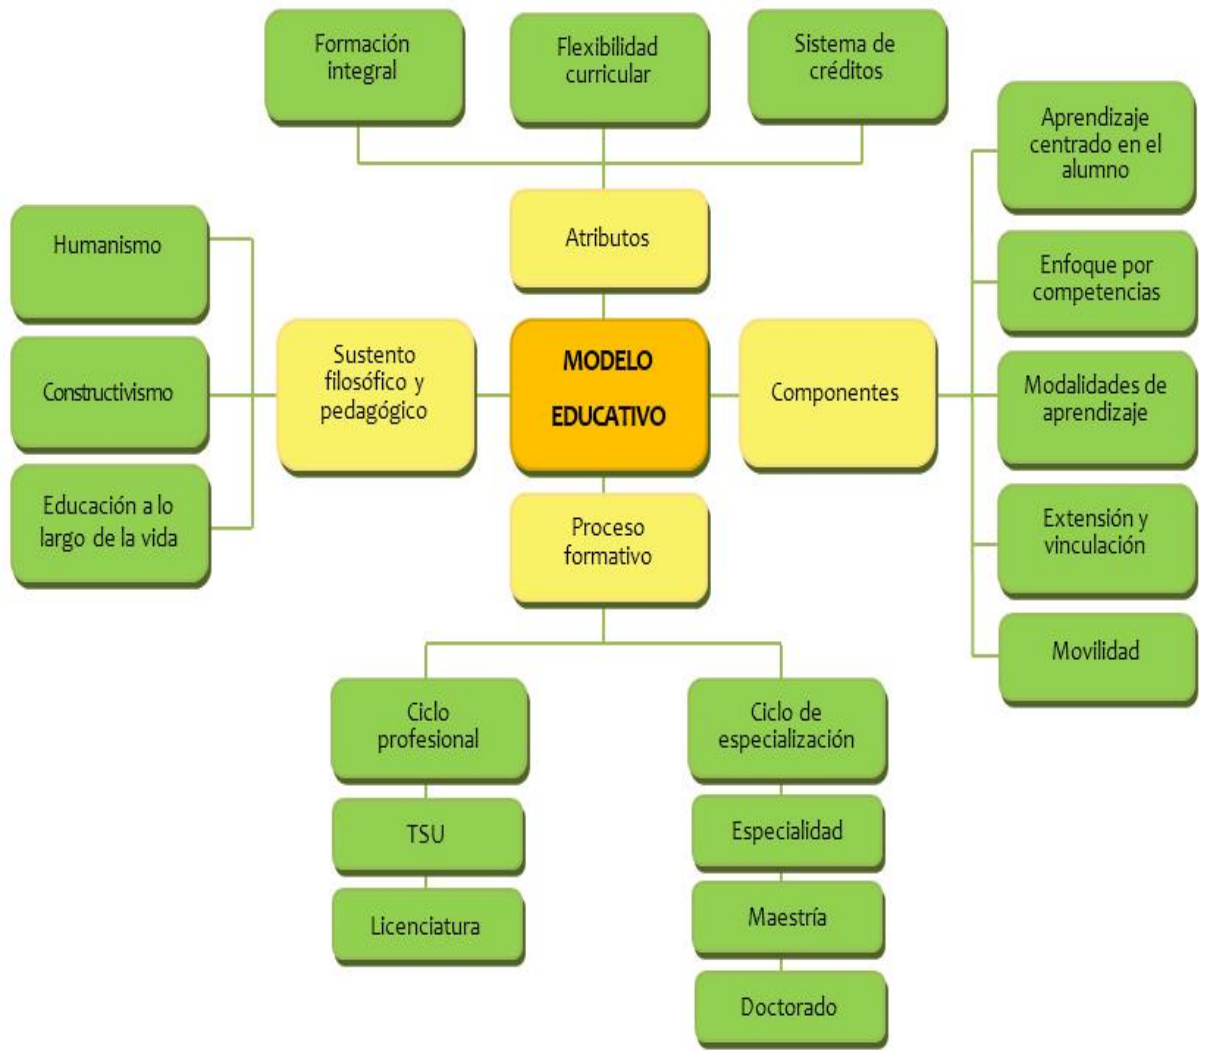 Formación
integral
Flexibilidad
curricular
Sistema de
créditos
Atributos
Humanismo
Constructivismo
Educación a lo
largo de la vida
Sustento
filosófico y
pedagógico
MODELO
EDUCATIVO
Componentes
Aprendizaje
centrado en el
alumno
Enfoque por
competencias
Modalidades de
aprendizaje
Extensión y
vinculación
Movilidad
Proceso
formativo
Ciclo
profesional
TSU
Licenciatura
Ciclo de
especialización
Especialidad
Maestría
Doctorado